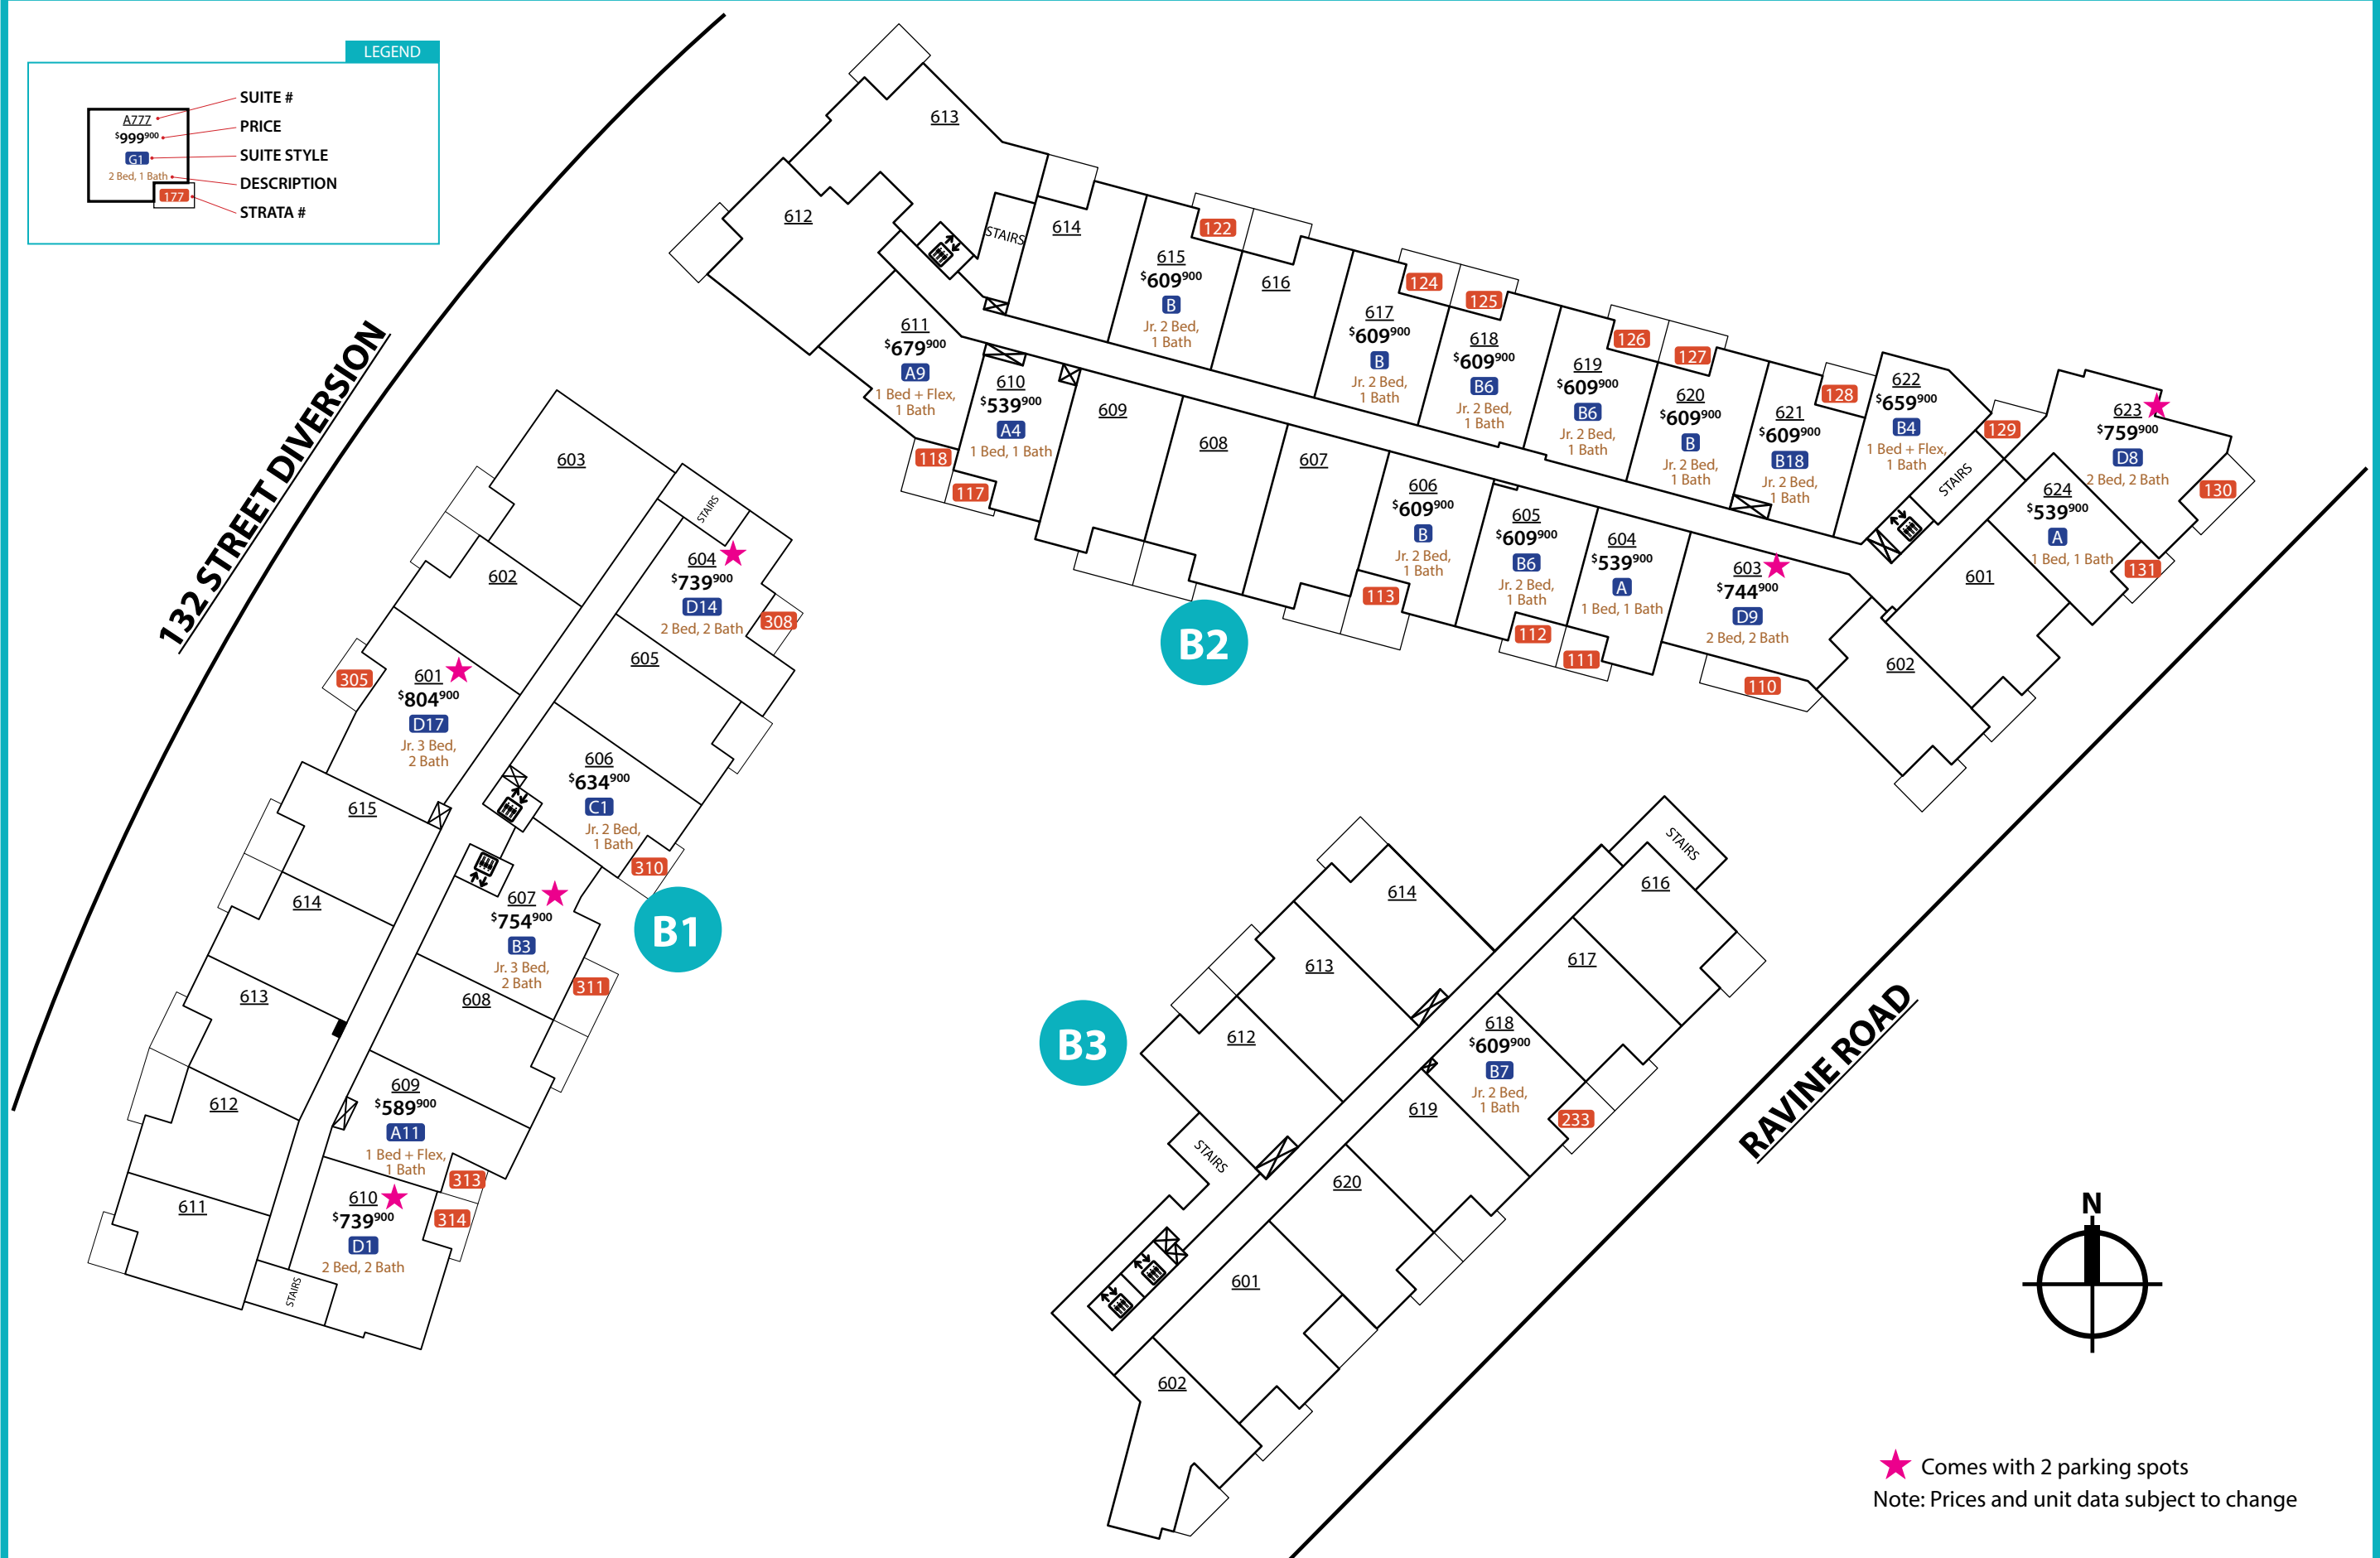 LEGEND
A777
$999900
G1
2 Bed, 1 Bath
177
SUITE #
PRICE
SUITE STYLE
DESCRIPTION
STRATA #
132 STREET DIVERSION
603
602
601
$804900
D17
Jr. 3 Bed,
2 Bath
305
615
614
613
612
611
STAIRS
604
$739900
D14
2 Bed, 2 Bath
308
605
606
$634900
C1
Jr. 2 Bed,
1 Bath
310
607
$754900
B3
Jr. 3 Bed,
2 Bath
311
608
609
$589900
A11
1 Bed + Flex,
1 Bath
313
610
$739900
D1
2 Bed, 2 Bath
314
STAIRS
B1
613
612
STAIRS
614
615
$609900
B
Jr. 2 Bed,
1 Bath
122
616
617
$609900
B
Jr. 2 Bed,
1 Bath
124
618
$609900
B6
Jr. 2 Bed,
1 Bath
125
619
$609900
B6
Jr. 2 Bed,
1 Bath
126
620
$609900
B
Jr. 2 Bed,
1 Bath
127
621
$609900
B18
Jr. 2 Bed,
1 Bath
128
622
$659900
B4
1 Bed + Flex,
1 Bath
129
STAIRS
623
$759900
D8
2 Bed, 2 Bath
130
624
$539900
A
1 Bed, 1 Bath
131
611
$679900
A9
1 Bed + Flex,
1 Bath
118
610
$539900
A4
1 Bed, 1 Bath
117
609
608
607
606
$609900
B
Jr. 2 Bed,
1 Bath
113
605
$609900
B6
Jr. 2 Bed,
1 Bath
112
604
$539900
A
1 Bed, 1 Bath
111
603
$744900
D9
2 Bed, 2 Bath
110
601
602
B2
STAIRS
614
616
613
617
612
618
$609900
B7
Jr. 2 Bed,
1 Bath
233
619
STAIRS
620
601
602
B3
RAVINE ROAD
N
Comes with 2 parking spots
Note: Prices and unit data subject to change